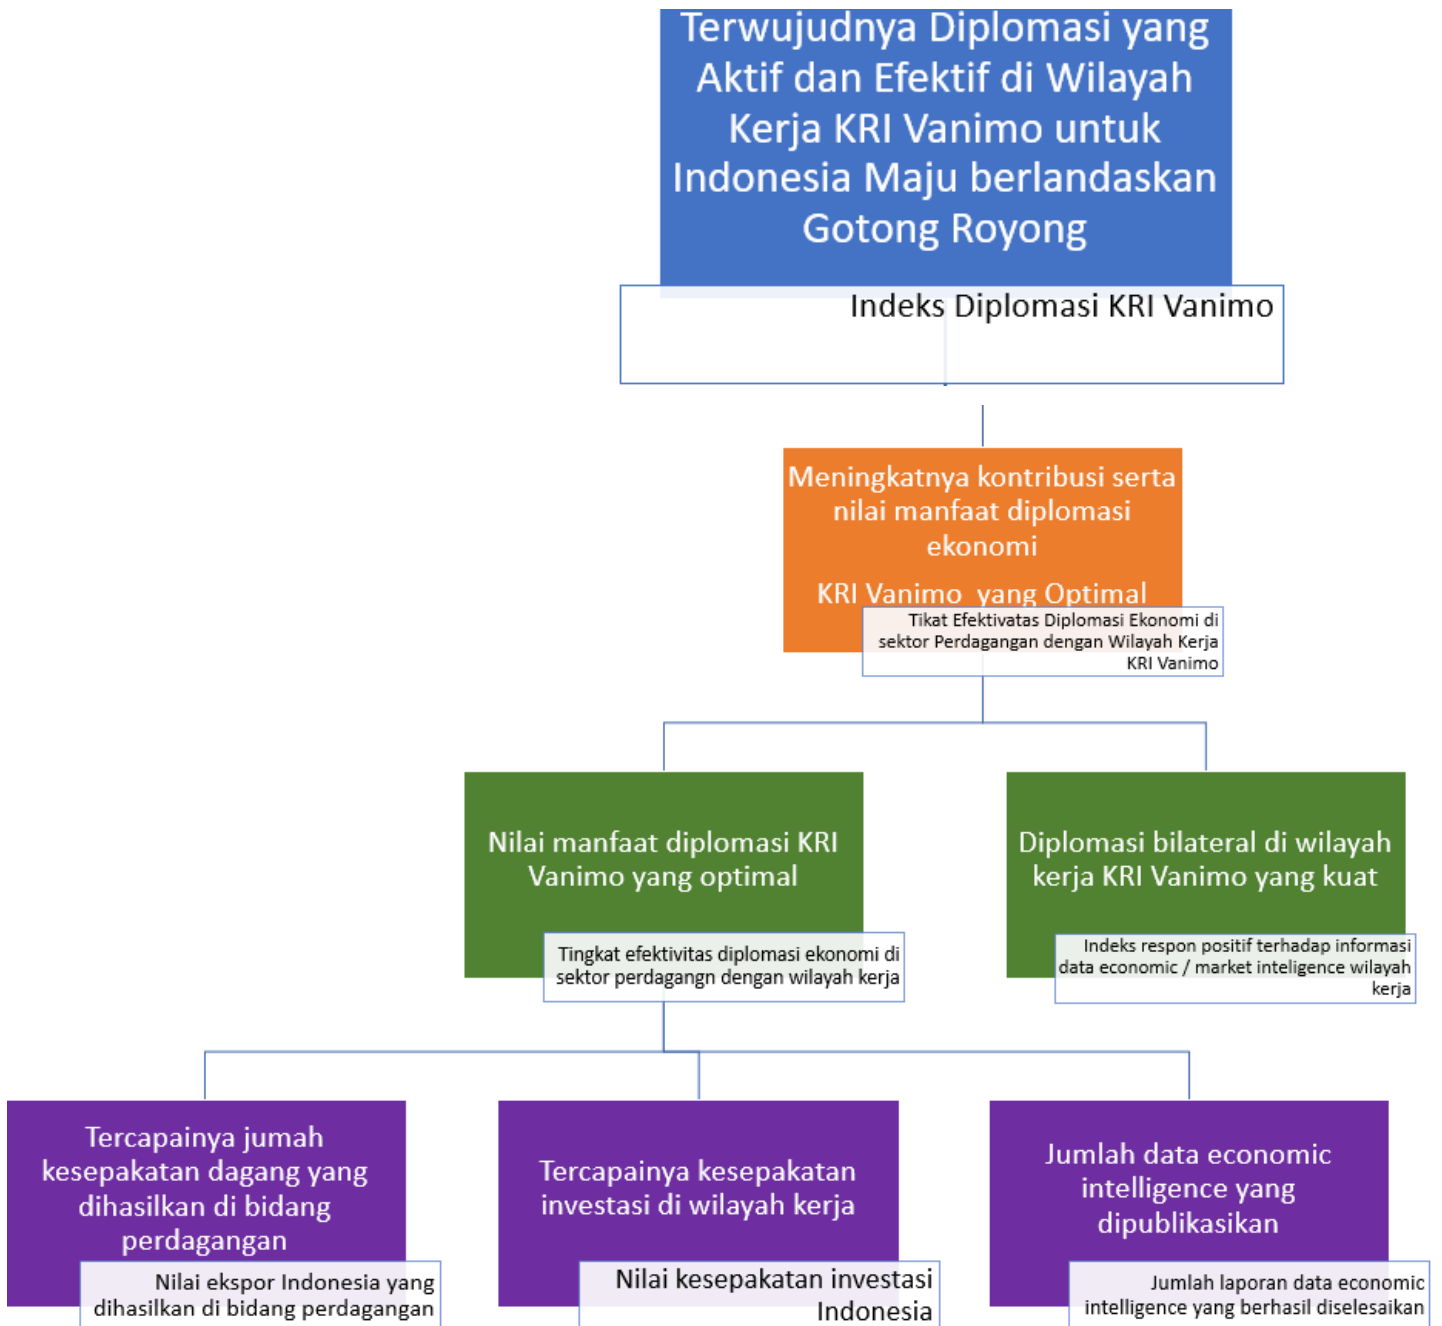 Terwujudnya Diplomasi yang
Aktif dan Efektif di Wilayah
Kerja KRI Vanimo untuk
Indonesia Maju berlandaskan
Gotong Royong
Indeks Diplomasi KRI Vanimo
Meningkatnya kontribusi serta
nilai manfaat diplomasi
ekonomi
KRI Vanimo yang Optimal
Tikat Efektivatas Diplomasi Ekonomi di
sektor Perdagangan dengan Wilayah Kerja
KRI Vanimo
Nilai manfaat diplomasi KRI
Vanimo yang optimal
Tingkat efektivitas diplomasi ekonomi di
sektor perdagangn dengan wilayah kerja
Diplomasi bilateral di wilayah
kerja KRI Vanimo yang kuat
Indeks respon positif terhadap informasi
data economic / market inteligence wilayah
kerja
Tercapainya jumah
kesepakatan dagang yang
dihasilkan di bidang
perdagangan
Nilai ekspor Indonesia yang
dihasilkan di bidang perdagangan
Tercapainya kesepakatan
investasi di wilayah kerja
Nilai kesepakatan investasi
Indonesia
Jumlah data economic
intelligence yang
dipublikasikan
Jumlah laporan data economic
intelligence yang berhasil diselesaikan